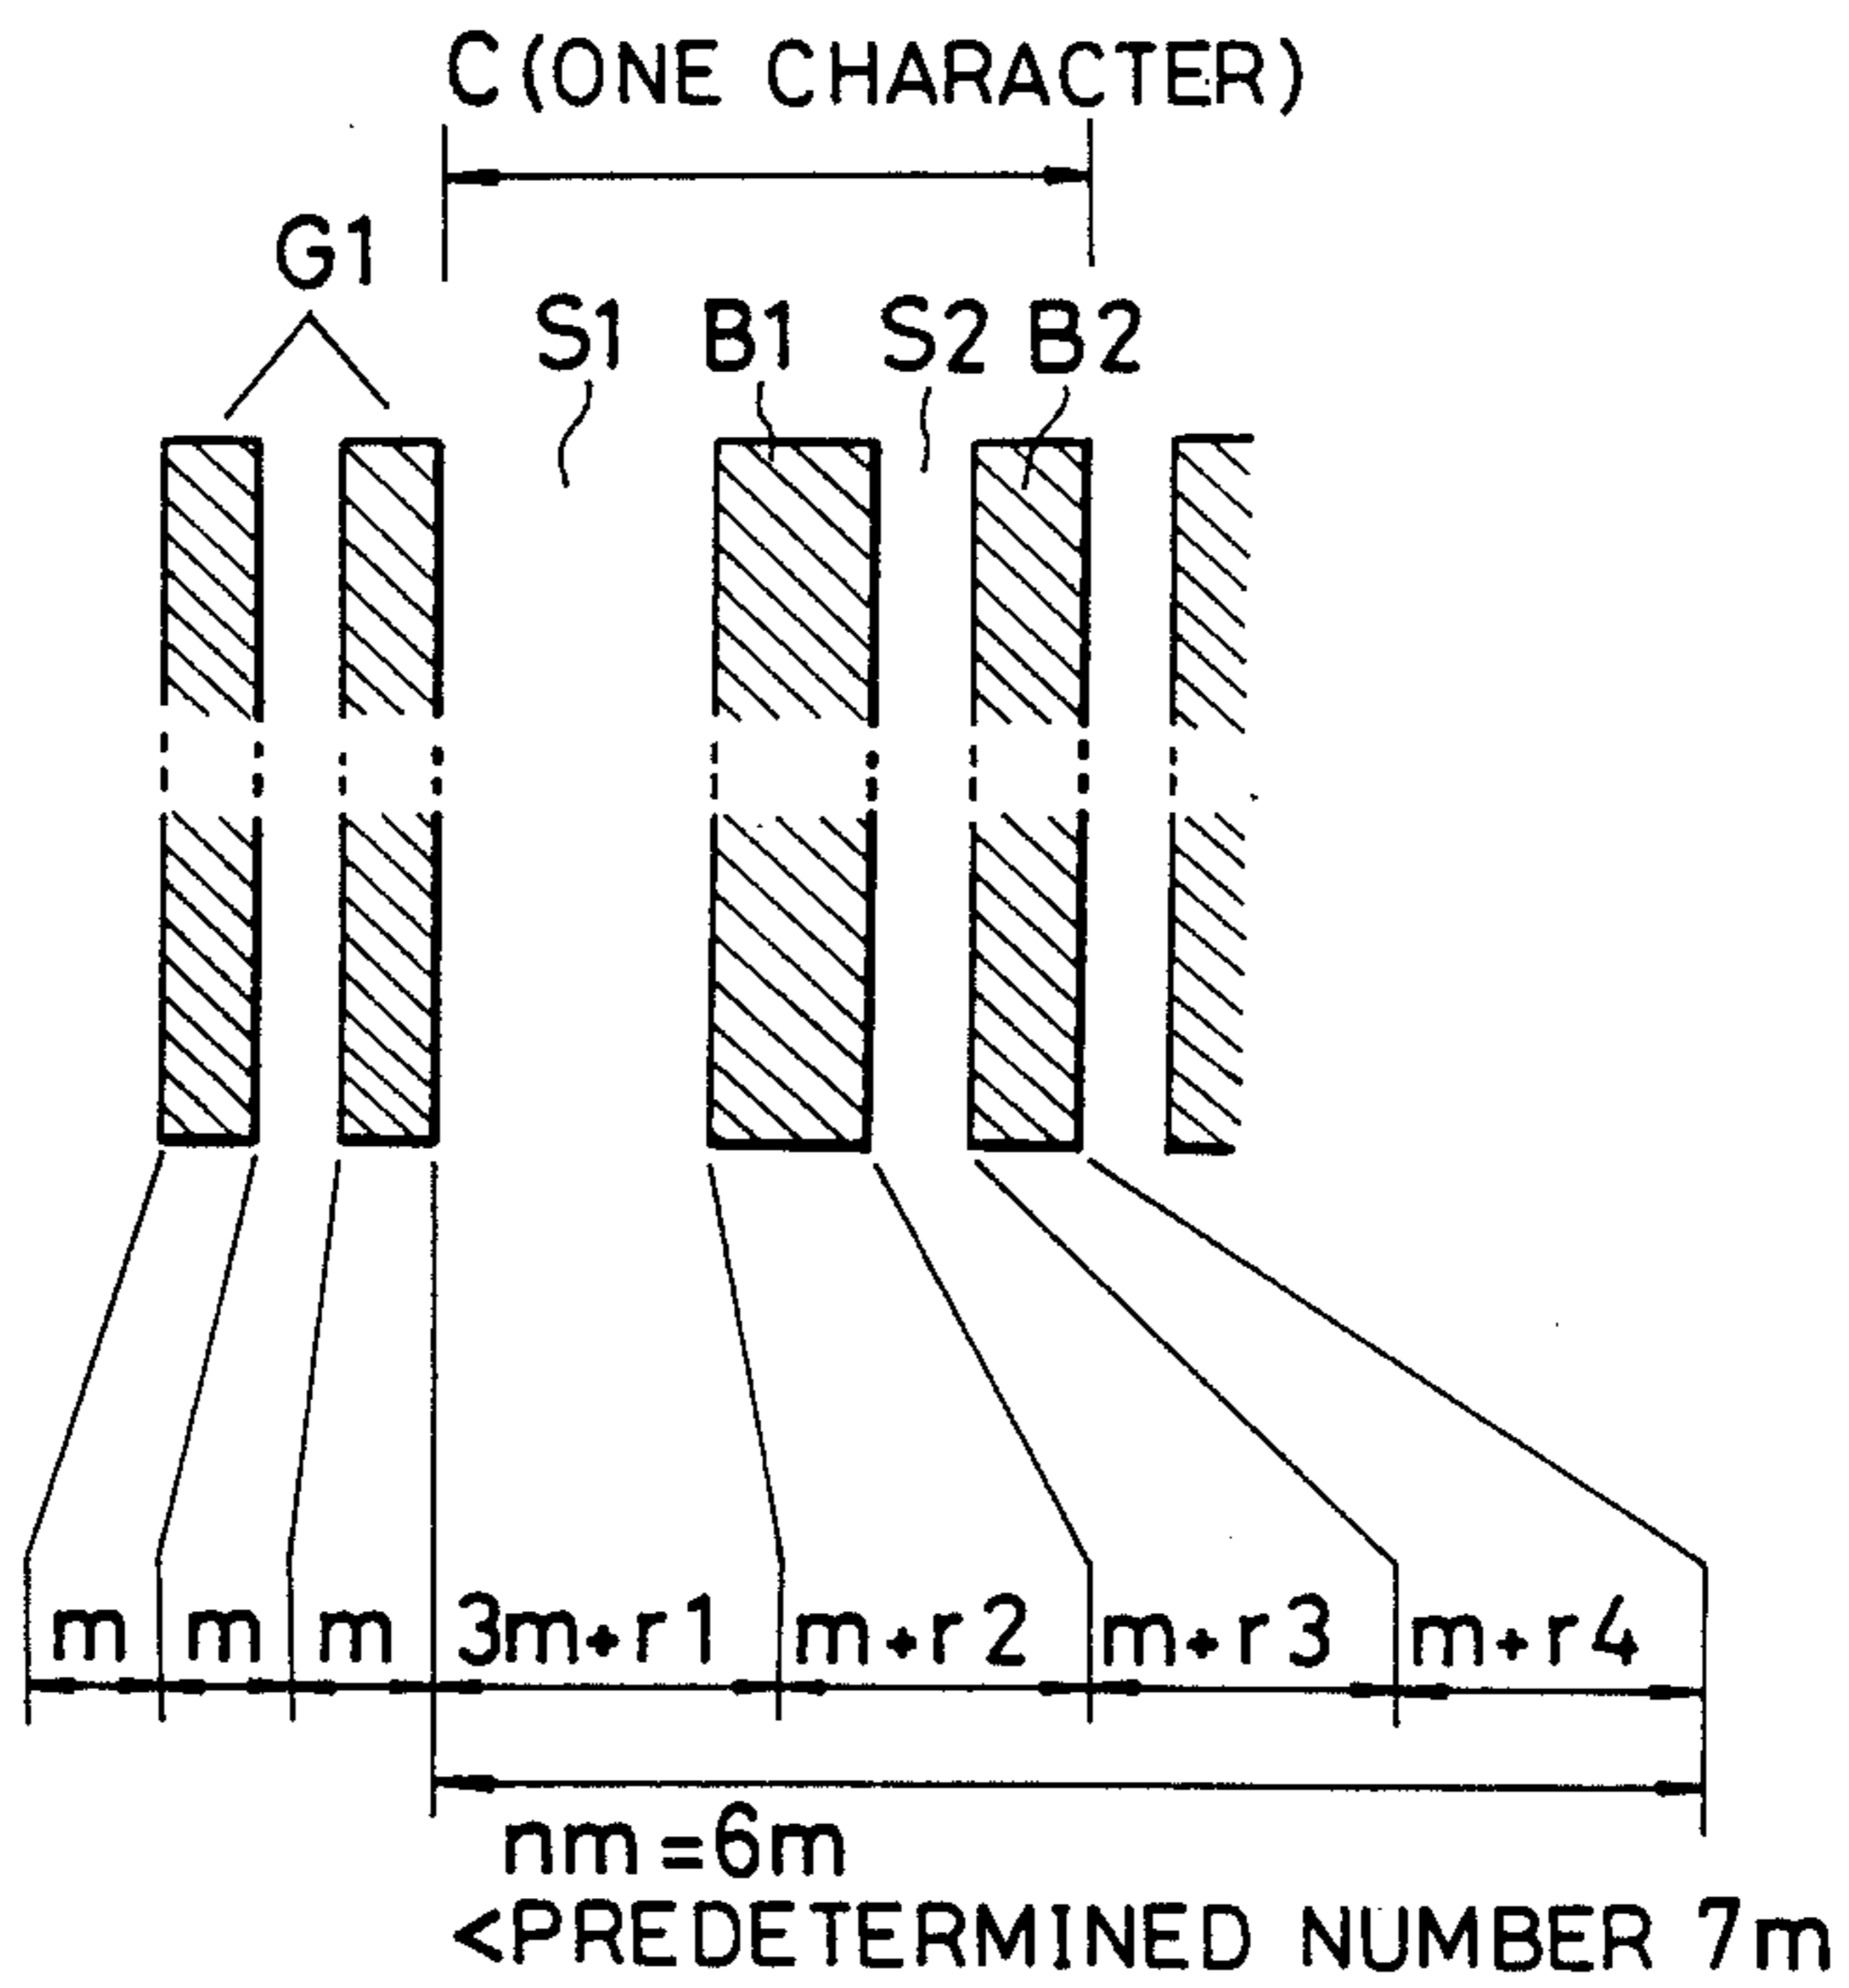 C(ONE CHARACTER)
G1
S1 B1 S2 B2
m m m 3m+r1 m+r2 m+r3 m+r4
nm=6m
<PREDETERMINED NUMBER 7m